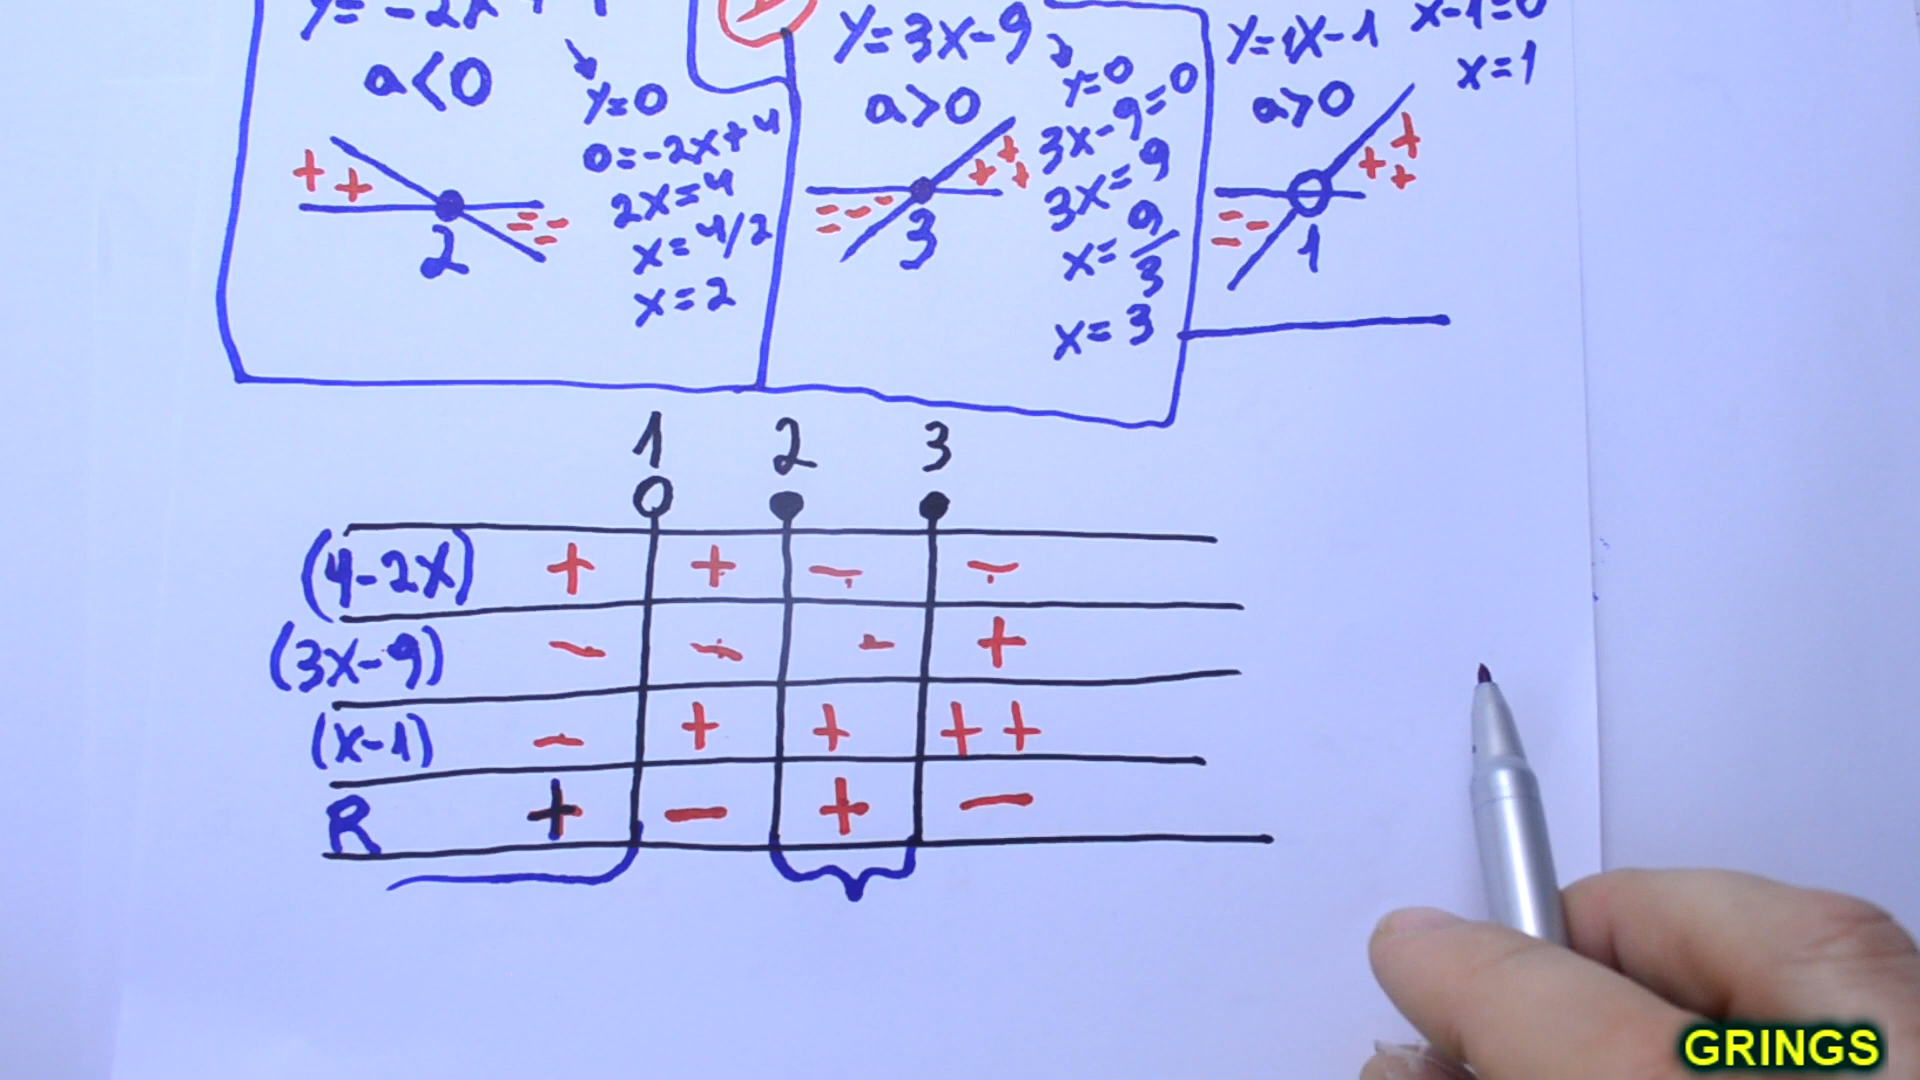 y=-2x+4
a<0
y=0
0=-2x+4
2x=4
x=4/2
x=2
+ +
= = -
2
y=3x-9
a>0
y=0
3x-9=0
3x=9
x=9/3
x=3
+ + +
= - -
3
y=1x-1
a>0
x-1=0
x=1
+ + +
= -
1
1 2 3
(4-2x) + + - -
(3x-9) - - - +
(x-1) - + + ++
R + - + -
GRINGS